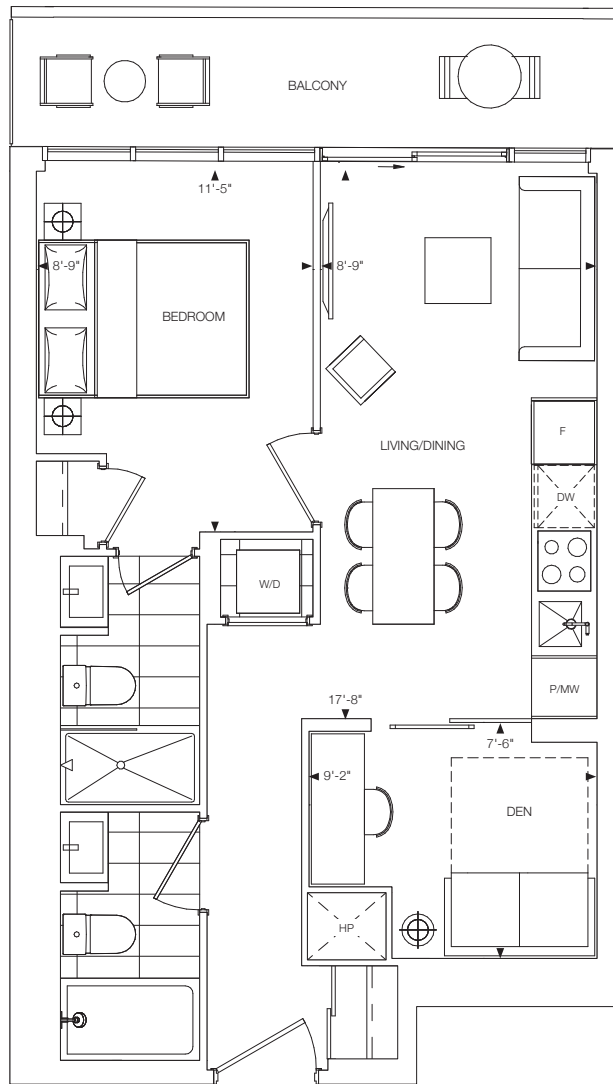 BALCONY
11'-5"
8'-9"
8'-9"
BEDROOM
LIVING/DINING
F
DW
W/D
P/MW
17'-8"
7'-6"
9'-2"
DEN
HP